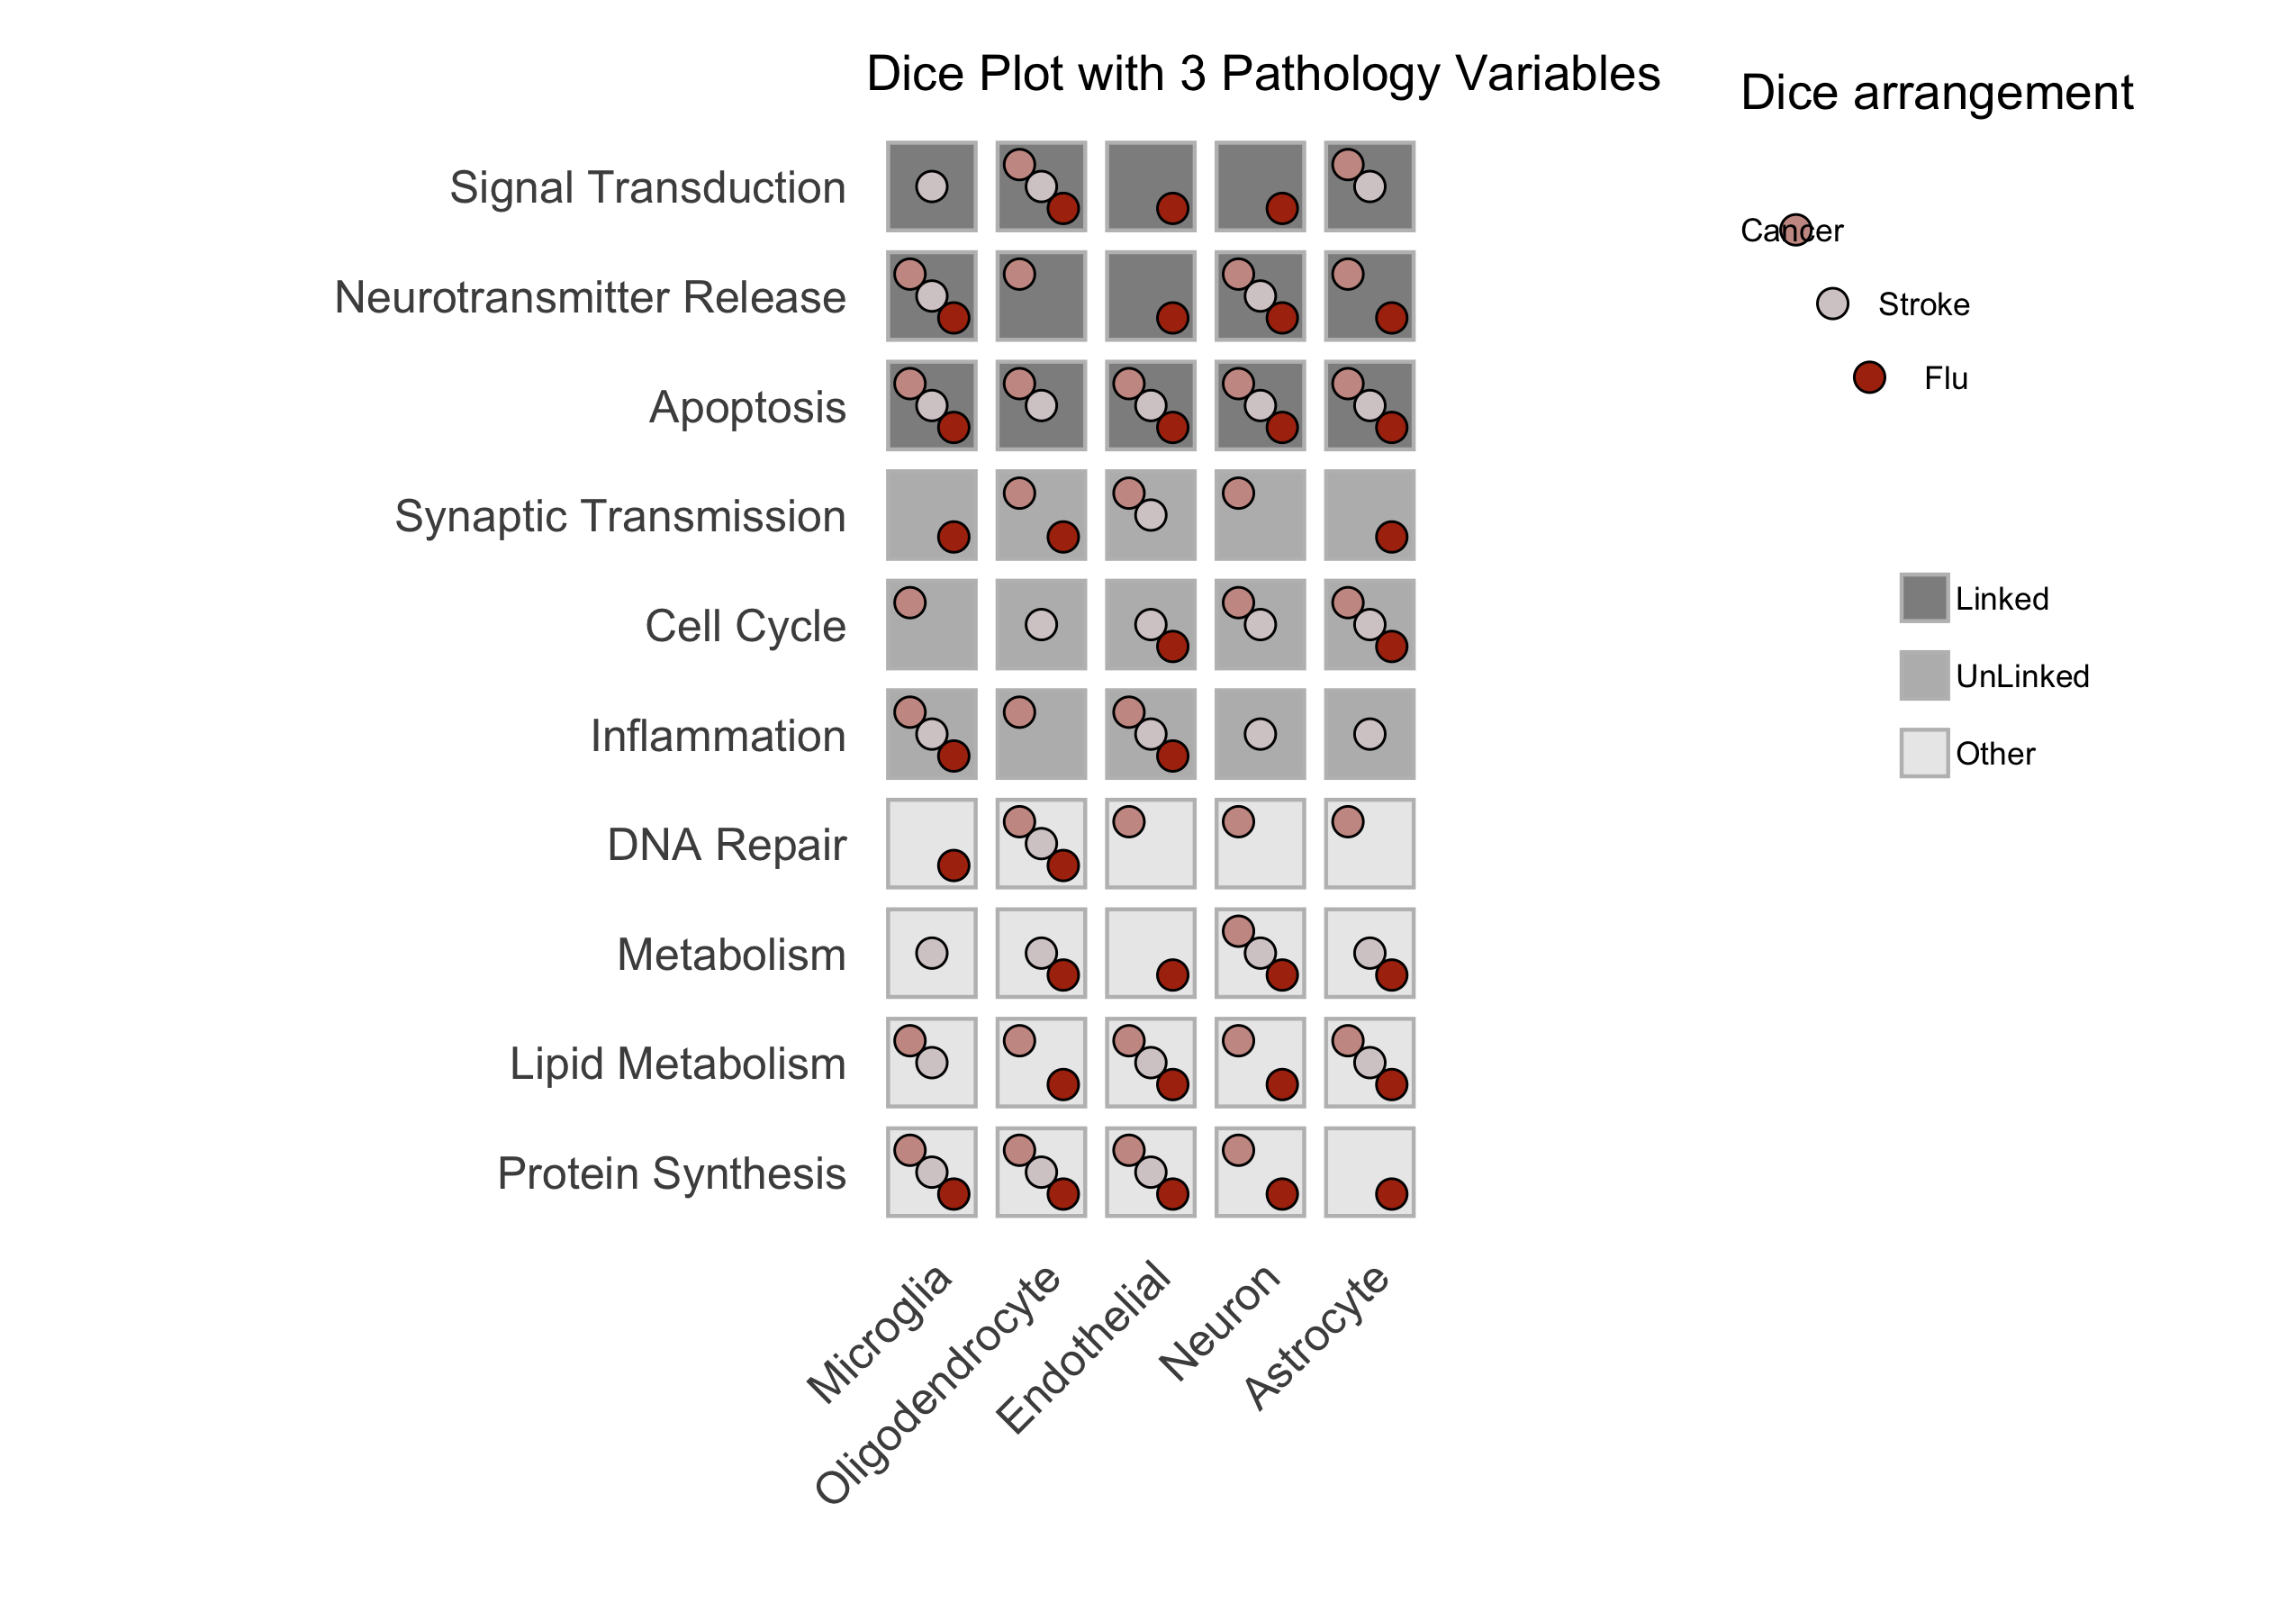 Dice Plot with 3 Pathology Variables
Signal Transduction
Neurotransmitter Release
Apoptosis
Synaptic Transmission
Cell Cycle
Inflammation
DNA Repair
Metabolism
Lipid Metabolism
Protein Synthesis
Microglia
Oligodendrocyte
Endothelial
Neuron
Astrocyte
Dice arrangement
Cancer
Stroke
Flu
Linked
UnLinked
Other